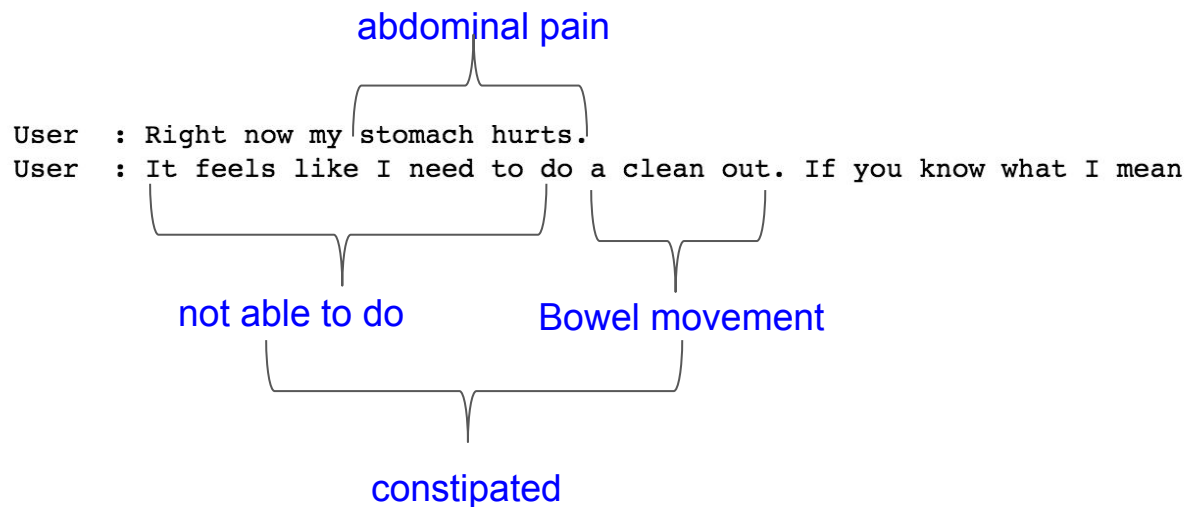 abdominal pain
User : Right now my stomach hurts.
User : It feels like I need to do a clean out. If you know what I mean
not able to do Bowel movement
constipated